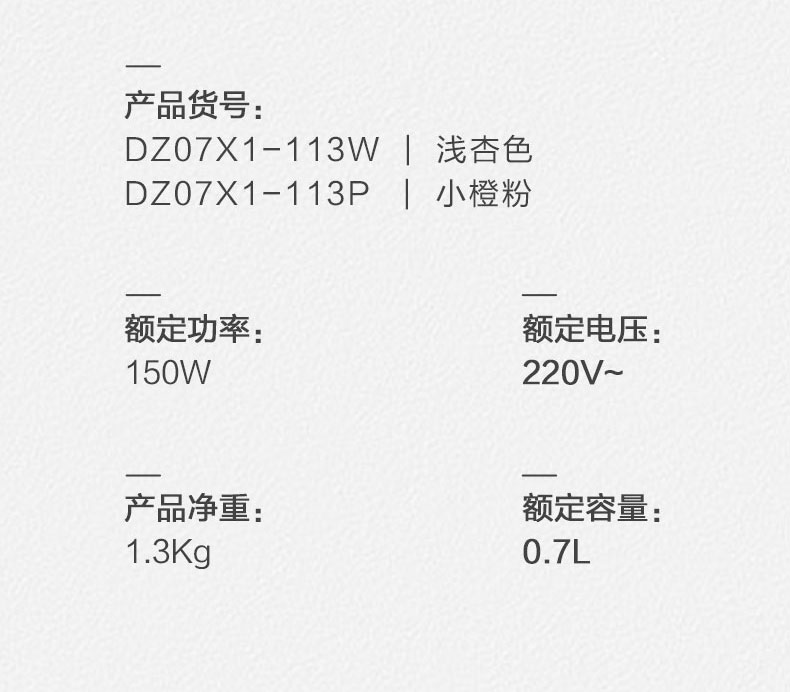 产品货号：
DZ07X1-113W | 浅杏色
DZ07X1-113P | 小橙粉
额定功率：
150W
额定电压：
220V~
产品净重：
1.3Kg
额定容量：
0.7L